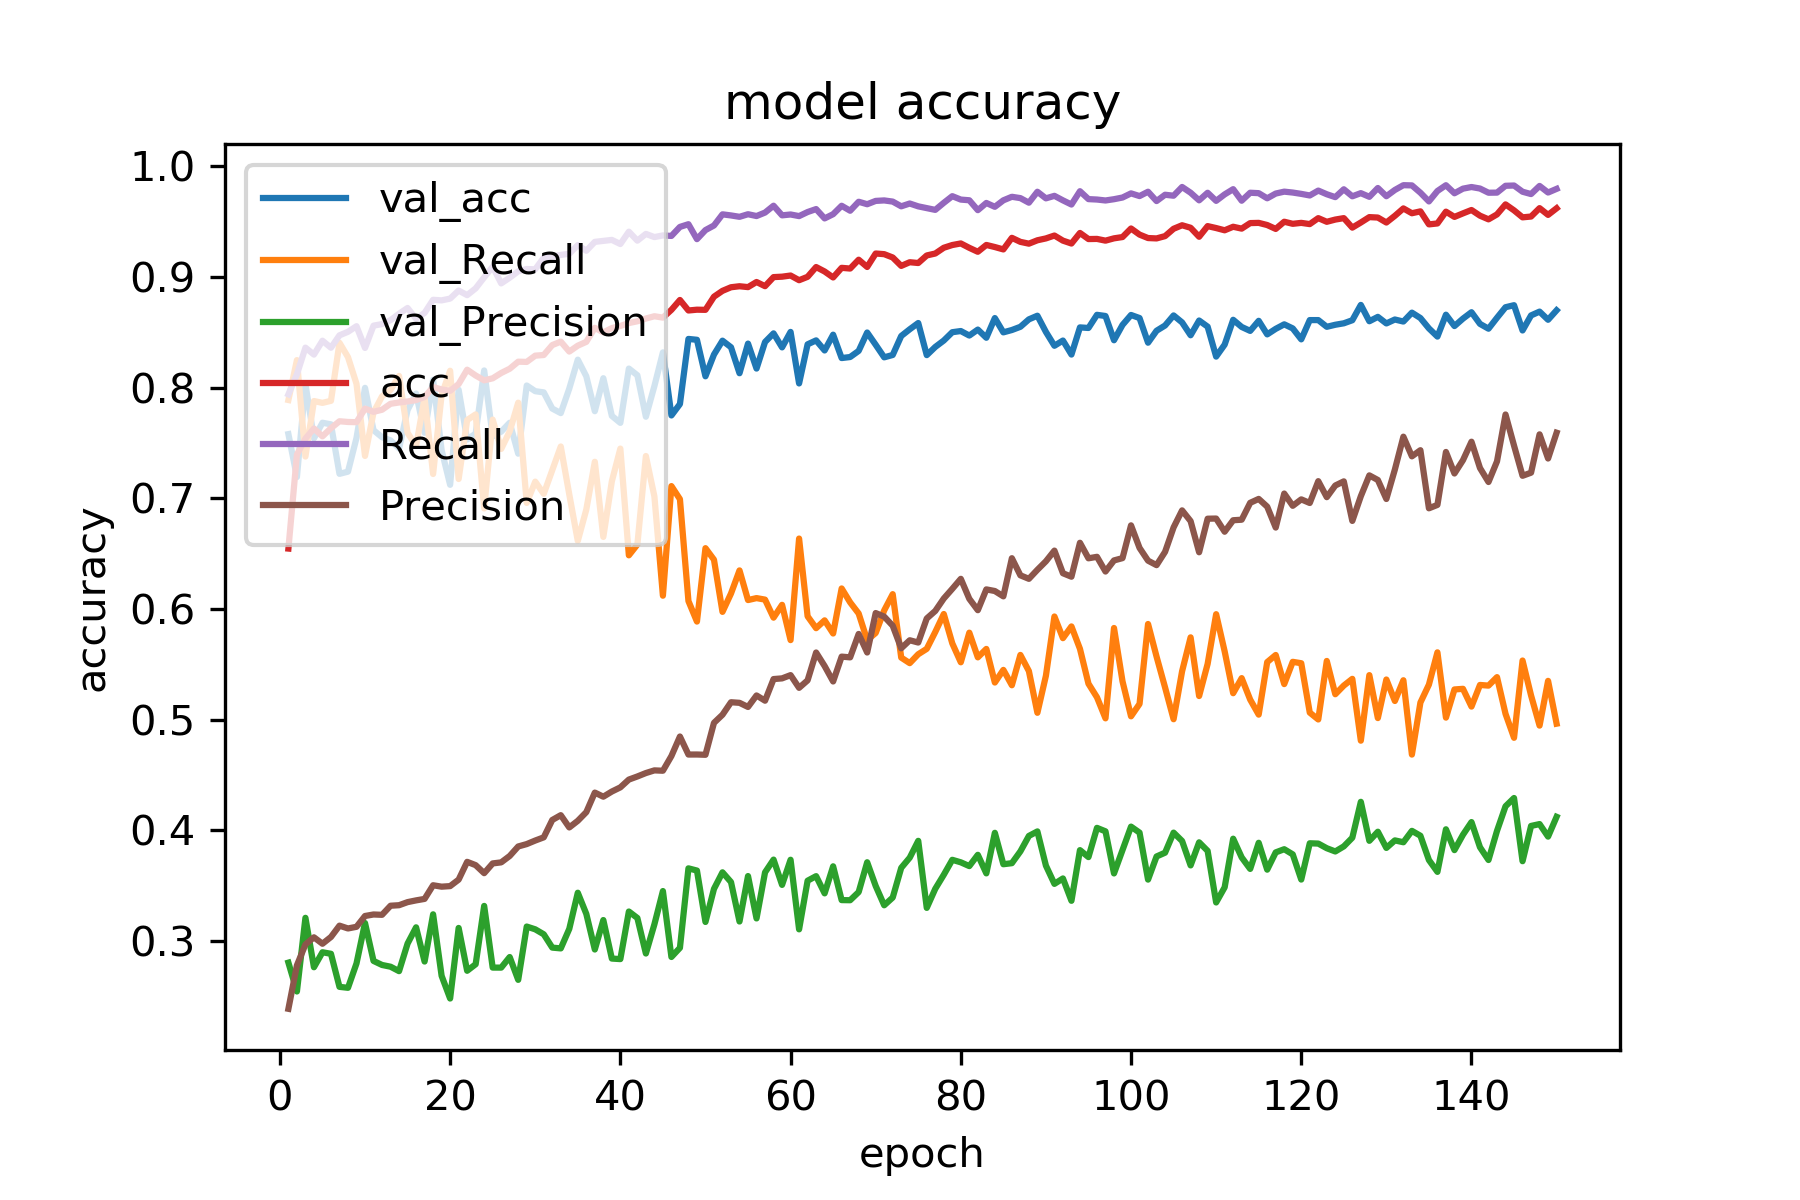 model accuracy
1.0
0.9
0.8
0.7
0.6
0.5
0.4
0.3
accuracy
val_acc
val_Recall
val_Precision
acc
Recall
Precision
0 20 40 60 80 100 120 140
epoch